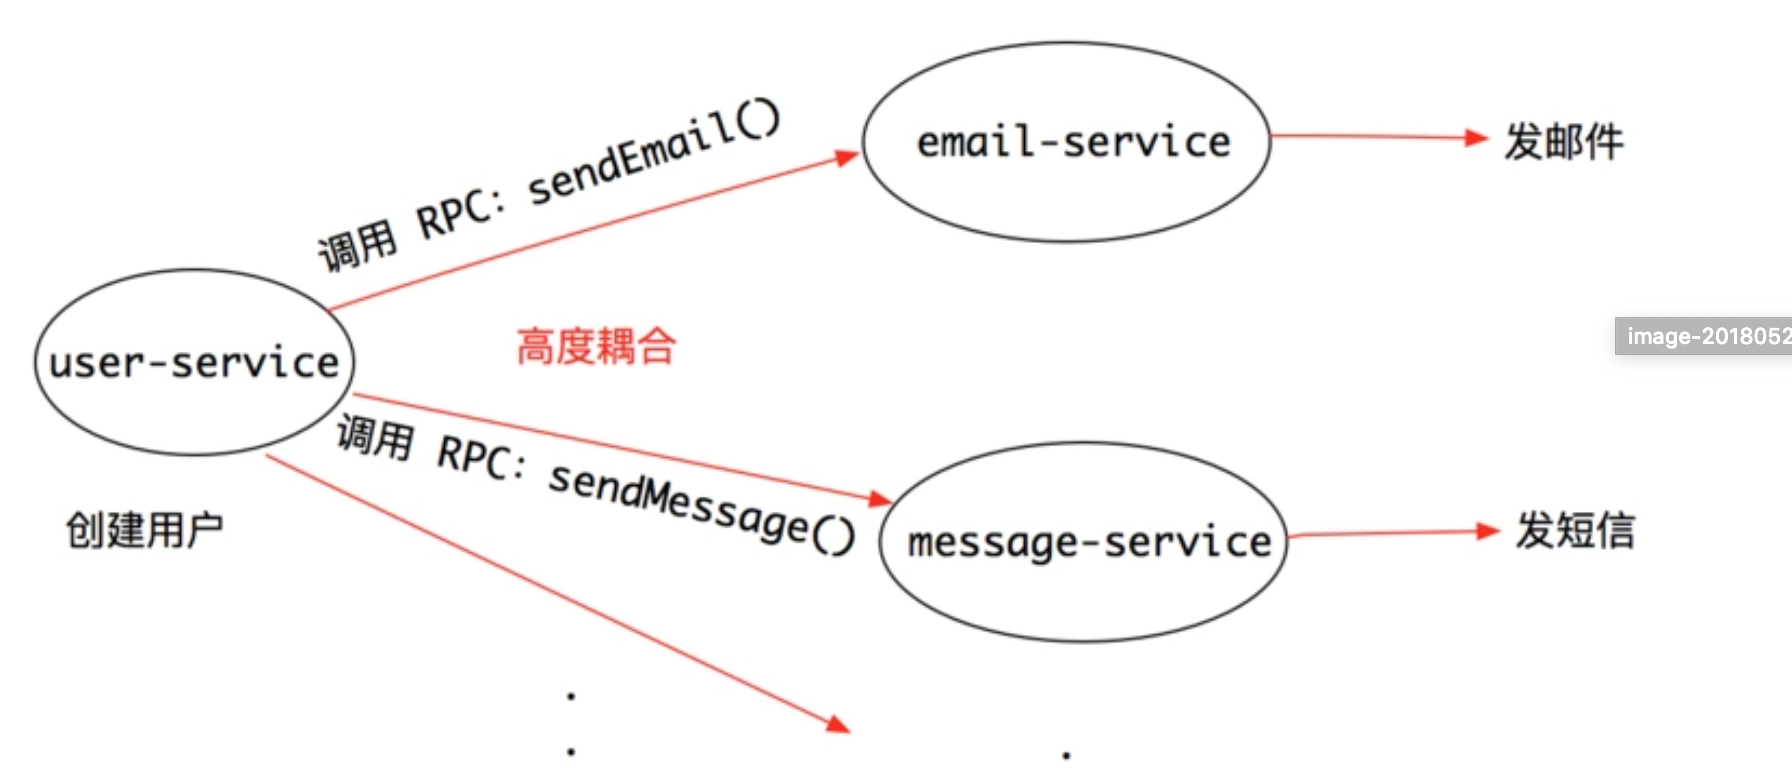 调用 RPC：sendEmail()
email-service
发邮件
image-2018052
高度耦合
user-service
调用 RPC：sendMessage()
创建用户
message-service
发短信